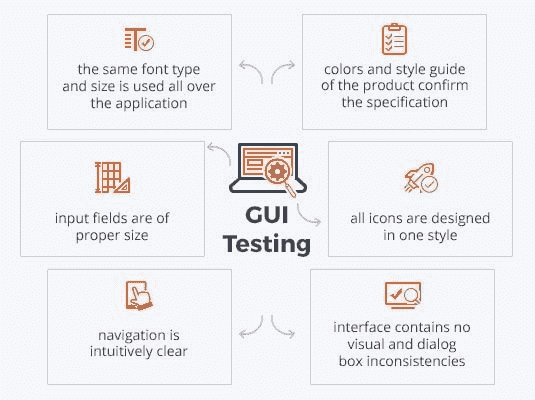 the same font type
and size is used all over
the application
colors and style guide
of the product confirm
the specification
input fields are of
proper size
GUI
Testing
all icons are designed
in one style
navigation is
intuitively clear
interface contains no
visual and dialog
box inconsistencies